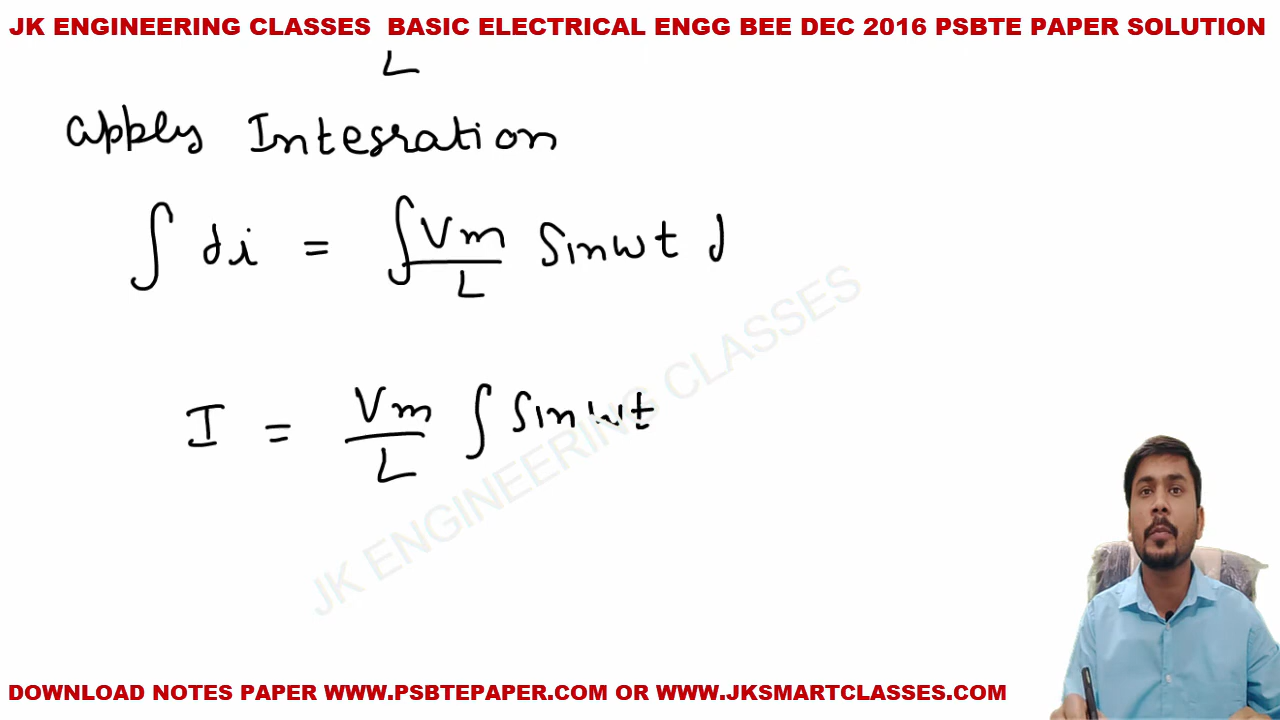 JK ENGINEERING CLASSES BASIC ELECTRICAL ENGG BEE DEC 2016 PSBTE PAPER SOLUTION
L
apply Integration
∫ di = ∫ Vm/L Sinwt d
I = Vm/L ∫ Sinwt
JK ENGINEERING CLASSES
DOWNLOAD NOTES PAPER WWW.PSBTEPAPER.COM OR WWW.JKSMARTCLASSES.COM